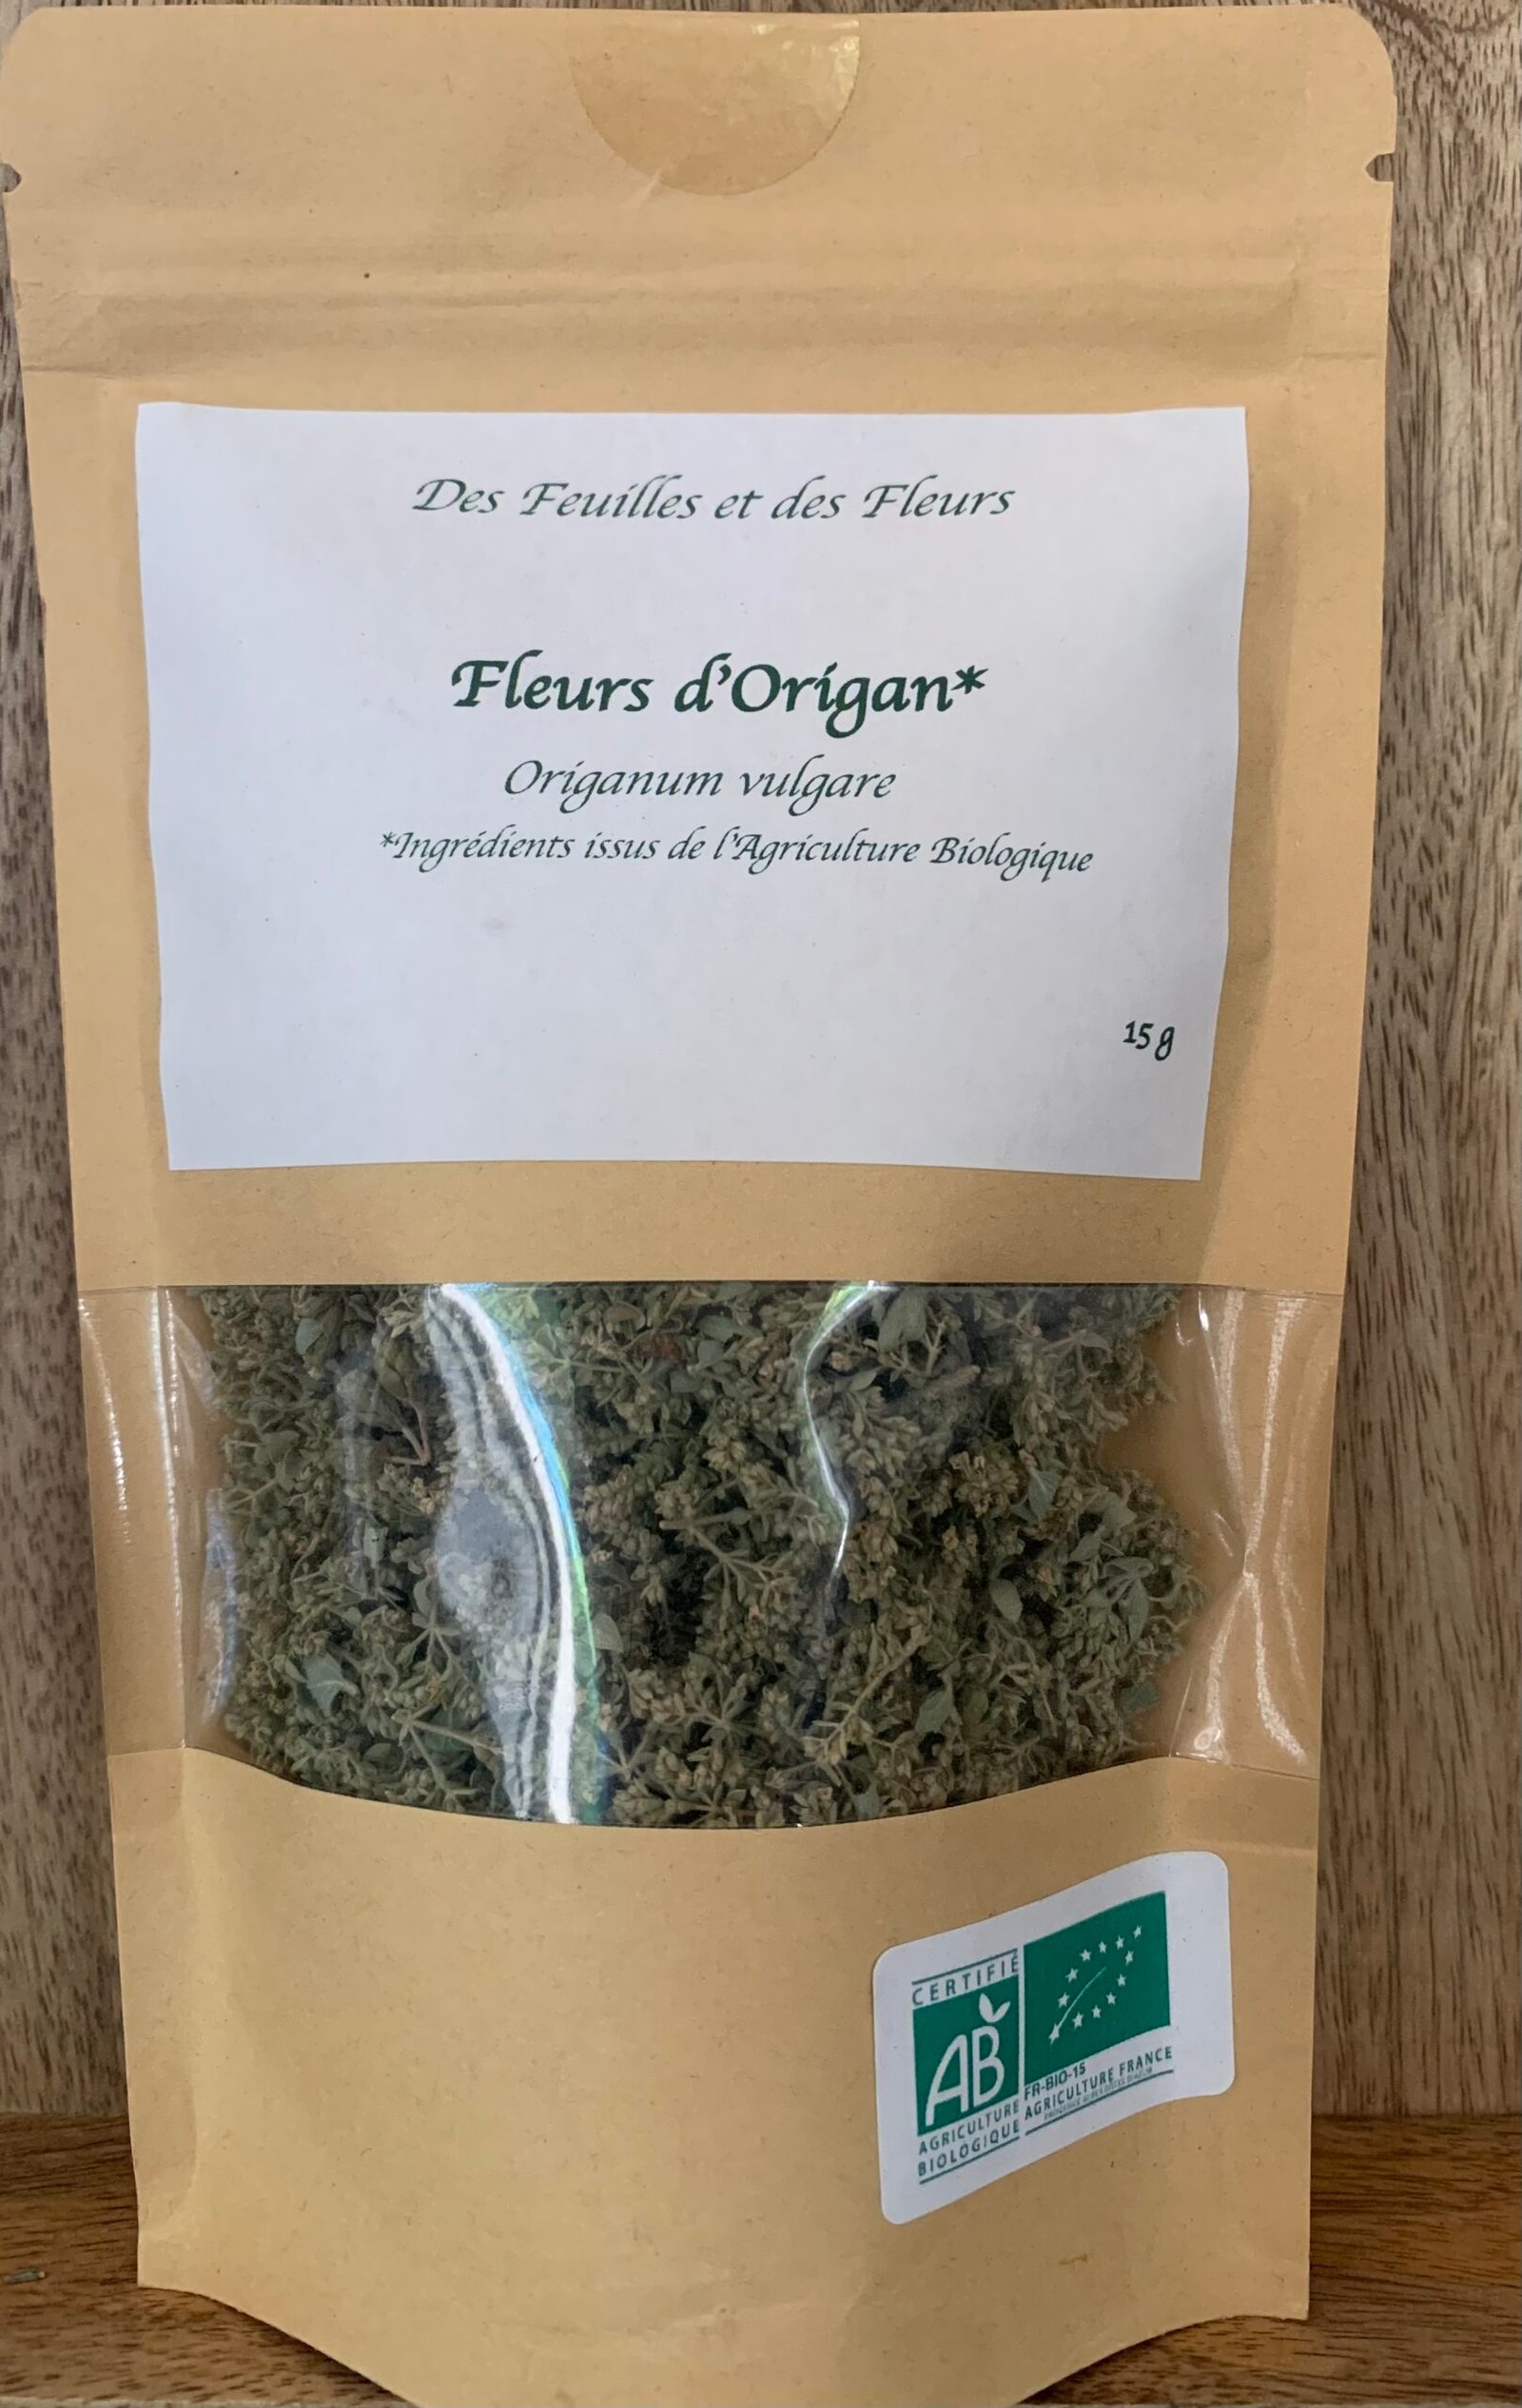 Des Feuilles et des Fleurs
Fleurs d'Origan*
Origanum vulgare
*Ingrédients issus de l'Agriculture Biologique
15 g
CERTIFIÉ
AB
AGRICULTURE
BIOLOGIQUE
FR-BIO-15
AGRICULTURE FRANCE